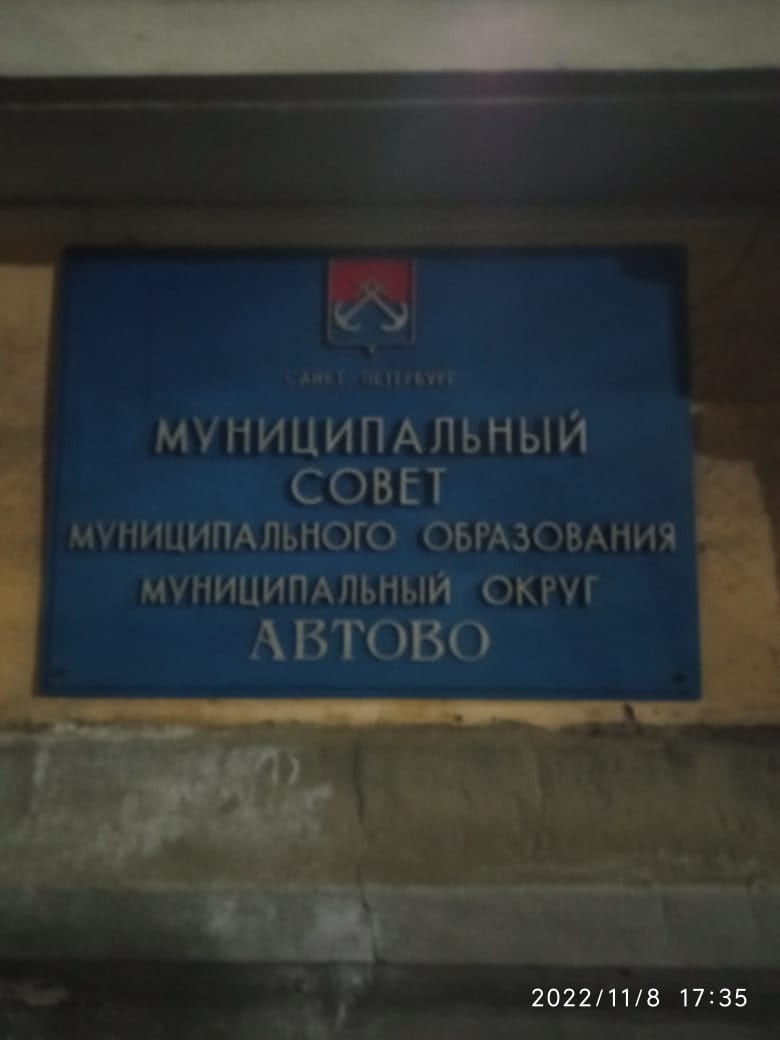 САНКТ-ПЕТЕРБУРГ
МУНИЦИПАЛЬНЫЙ
СОВЕТ
МУНИЦИПАЛЬНОГО ОБРАЗОВАНИЯ
МУНИЦИПАЛЬНЫЙ ОКРУГ
АВТОВО
2022/11/8 17:35